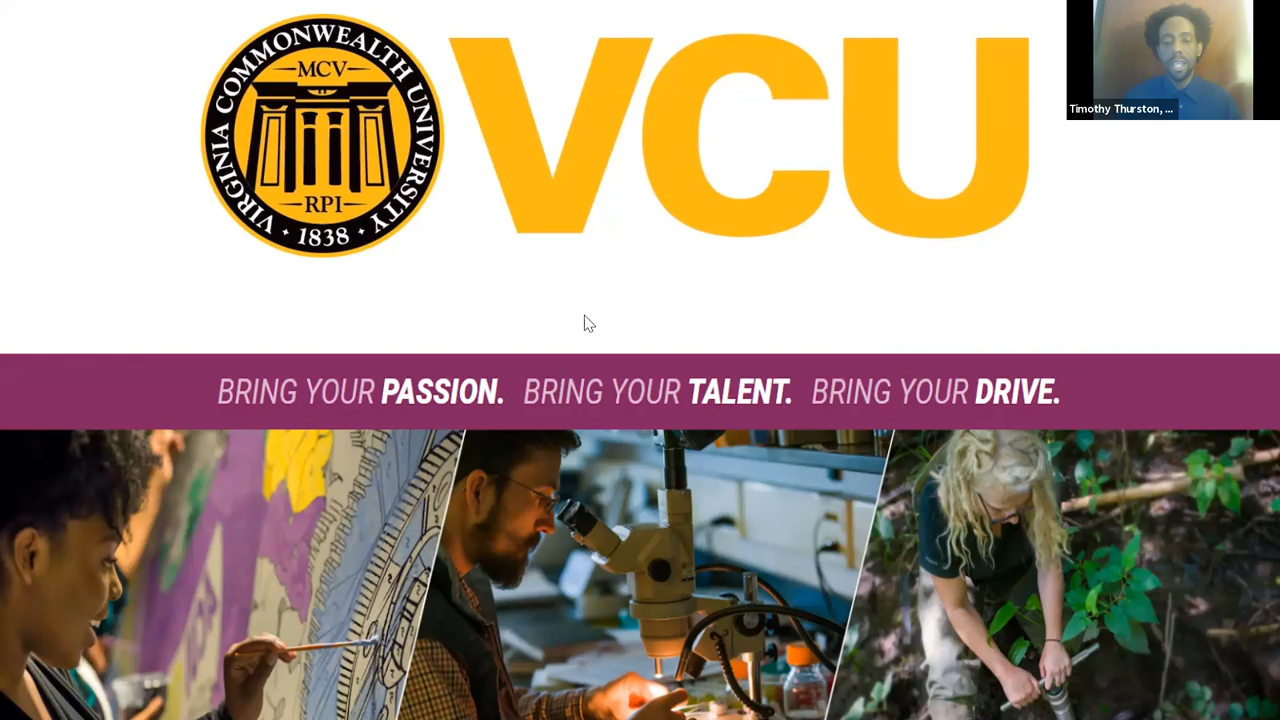 VIRGINIA COMMONWEALTH UNIVERSITY
MCV
RPI
1838
VCU
Timothy Thurston, ...
BRING YOUR PASSION. BRING YOUR TALENT. BRING YOUR DRIVE.